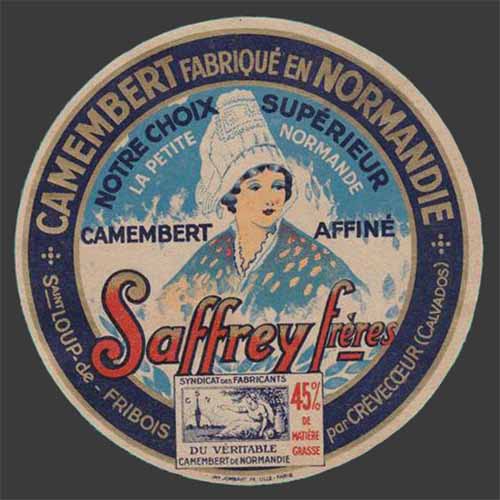 CAMEMBERT FABRIQUÉ EN NORMANDIE
NOTRE CHOIX SUPÉRIEUR
LA PETITE NORMANDE
CAMEMBERT AFFINÉ
Saffrey frères
SAINT LOUP-de-FRIBOIS par CRÈVECŒUR (CALVADOS)
SYNDICAT DES FABRICANTS
DU VÉRITABLE
CAMEMBERT DE NORMANDIE
45%
DE
MATIÈRE
GRASSE